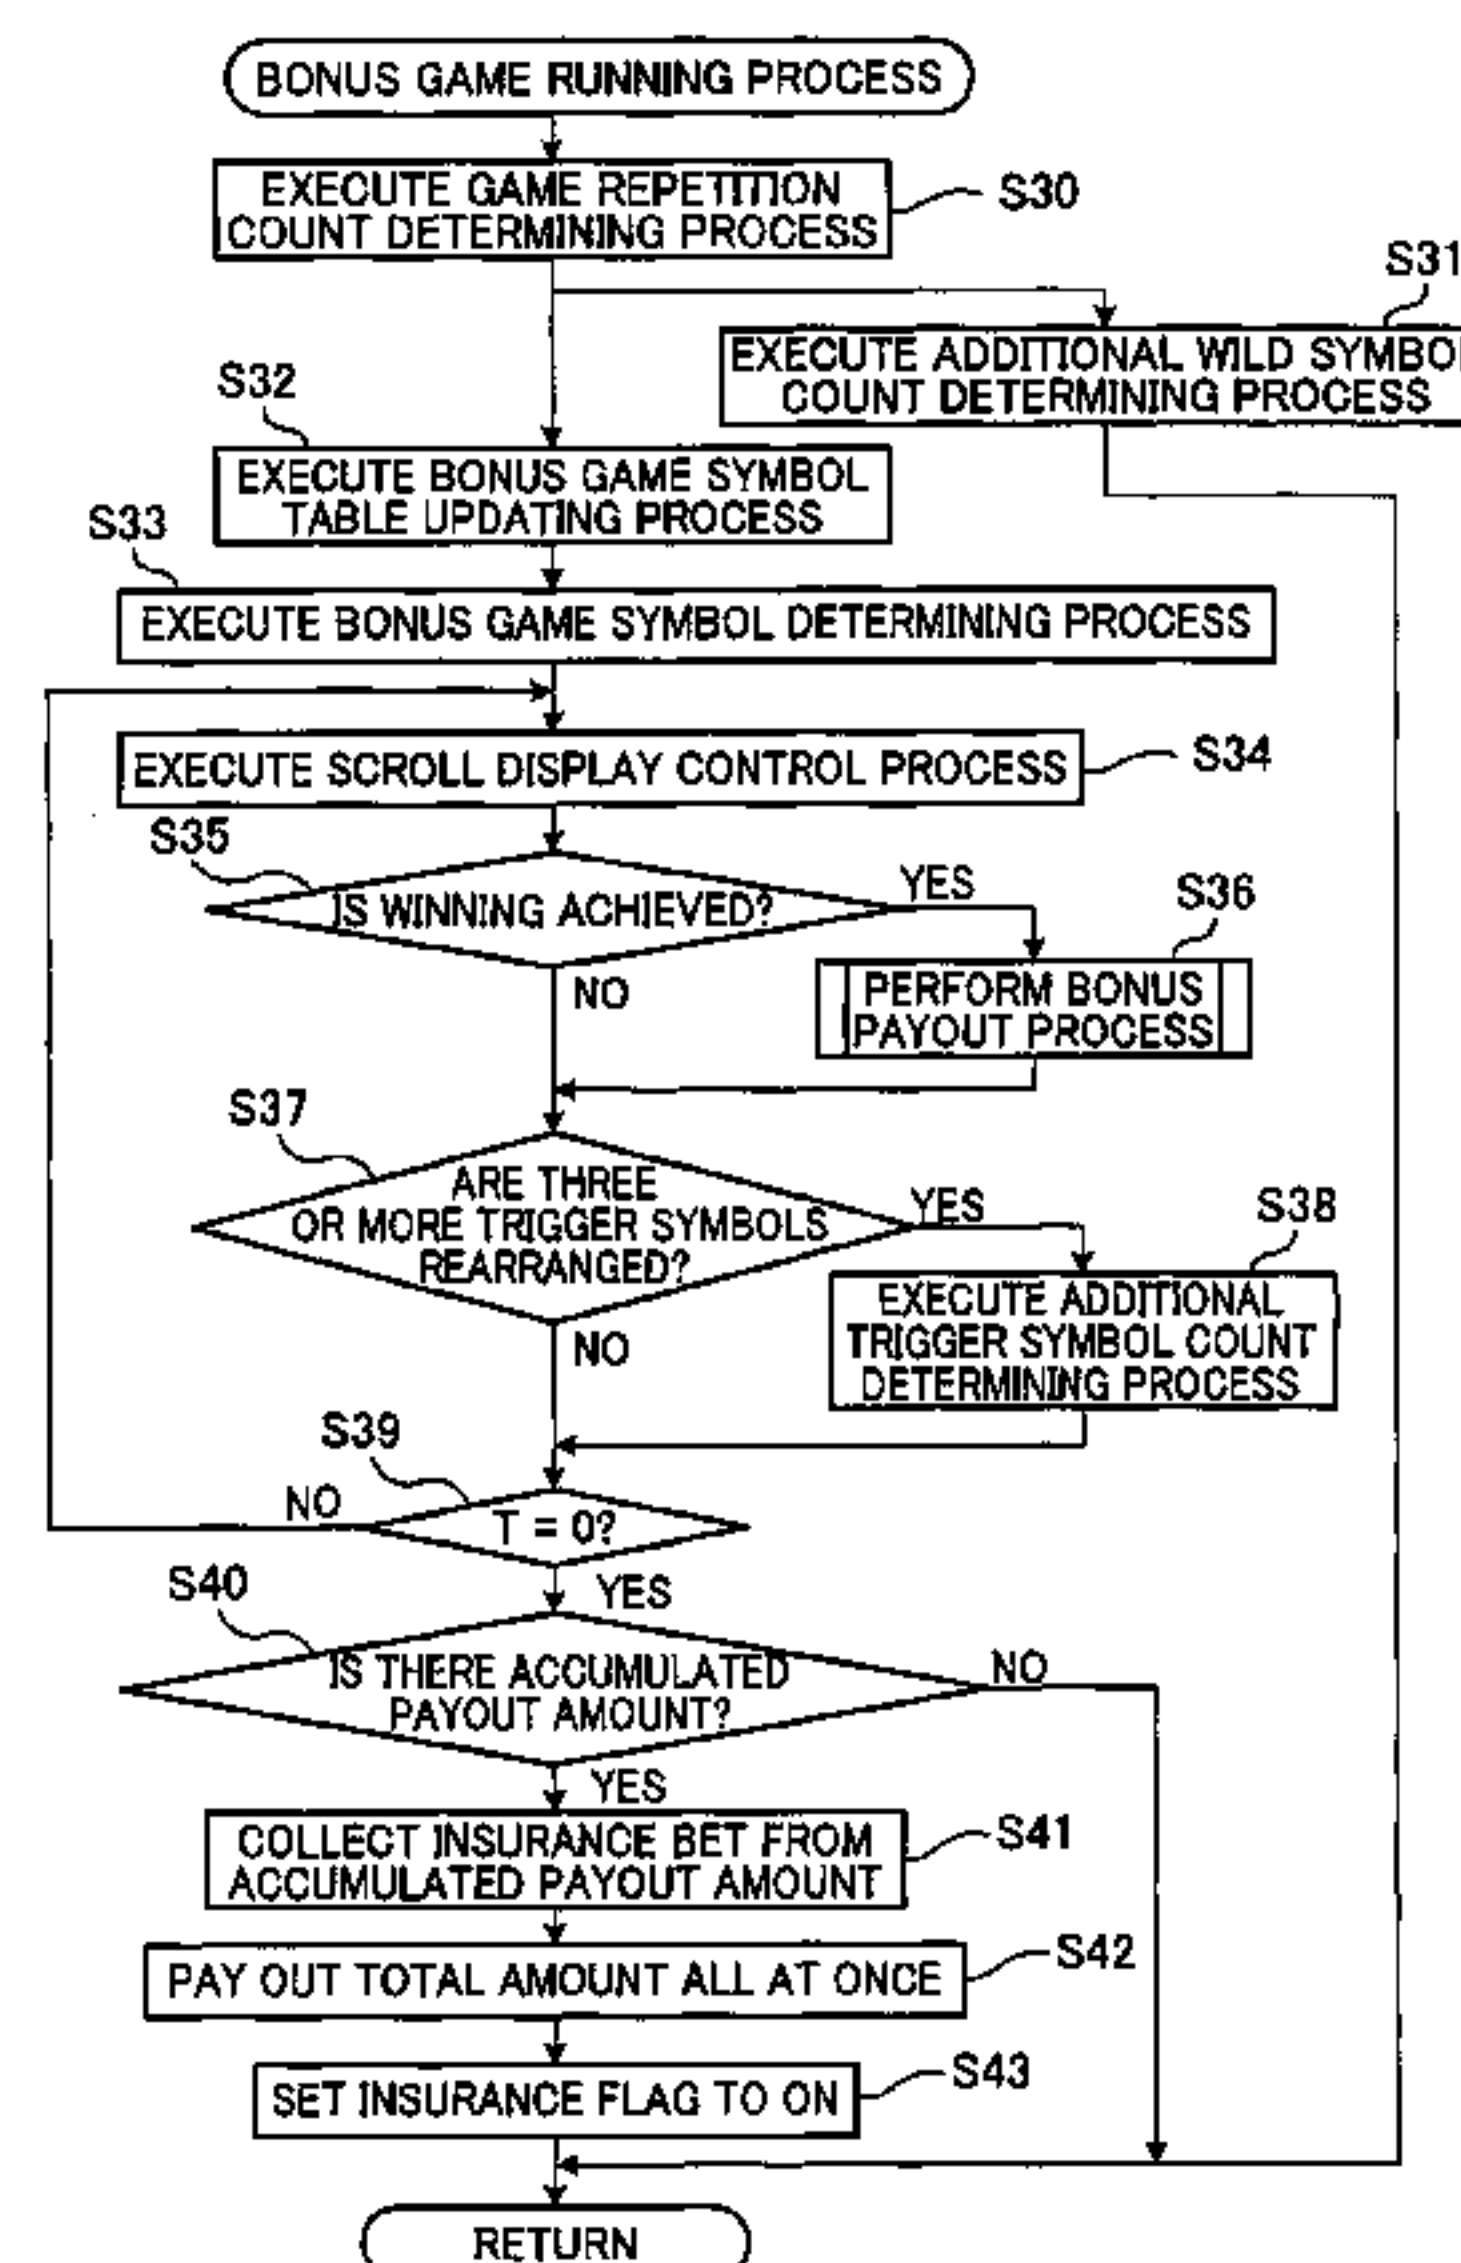 BONUS GAME RUNNING PROCESS
EXECUTE GAME REPETITION
COUNT DETERMINING PROCESS
S30
S31
EXECUTE ADDITIONAL WILD SYMBOL
COUNT DETERMINING PROCESS
S32
EXECUTE BONUS GAME SYMBOL
TABLE UPDATING PROCESS
S33
EXECUTE BONUS GAME SYMBOL DETERMINING PROCESS
EXECUTE SCROLL DISPLAY CONTROL PROCESS
S34
S35
IS WINNING ACHIEVED?
YES
NO
S36
PERFORM BONUS
PAYOUT PROCESS
S37
ARE THREE
OR MORE TRIGGER SYMBOLS
REARRANGED?
YES
NO
S38
EXECUTE ADDITIONAL
TRIGGER SYMBOL COUNT
DETERMINING PROCESS
S39
NO
T = 0?
YES
S40
IS THERE ACCUMULATED
PAYOUT AMOUNT?
NO
YES
COLLECT INSURANCE BET FROM
ACCUMULATED PAYOUT AMOUNT
S41
PAY OUT TOTAL AMOUNT ALL AT ONCE
S42
SET INSURANCE FLAG TO ON
S43
RETURN